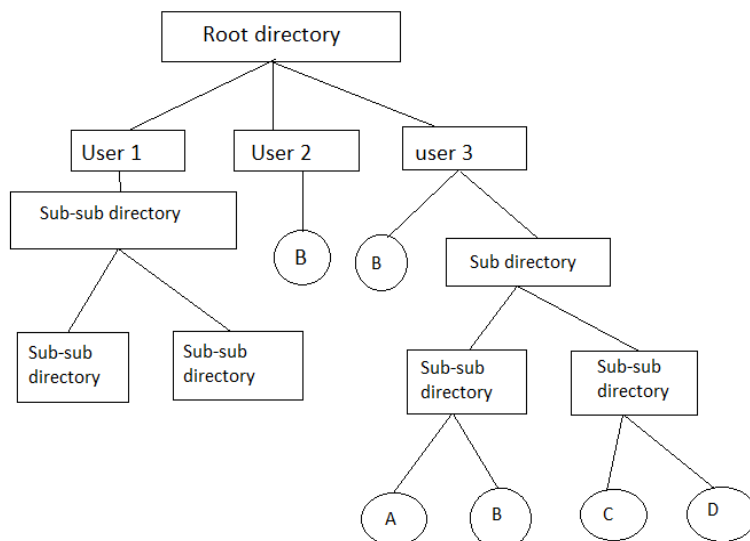 Root directory
User 1
User 2
user 3
Sub-sub directory
B
B
Sub directory
Sub-sub
directory
Sub-sub
directory
Sub-sub
directory
Sub-sub
directory
A
B
C
D